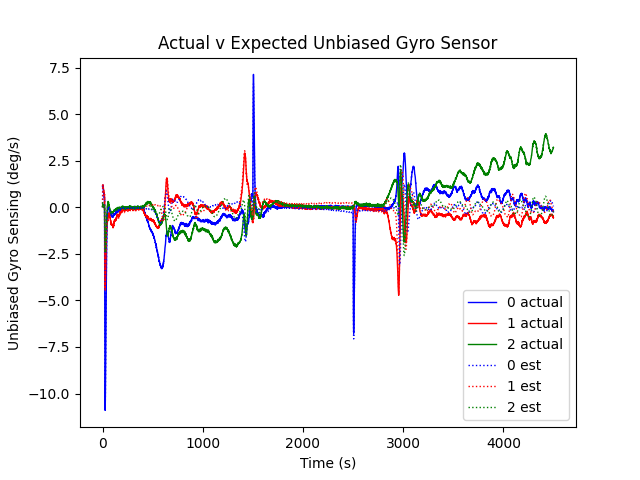 Actual v Expected Unbiased Gyro Sensor
Unbiased Gyro Sensing (deg/s)
7.5
5.0
2.5
0.0
−2.5
−5.0
−7.5
−10.0
0 actual
1 actual
2 actual
0 est
1 est
2 est
0
1000
2000
3000
4000
Time (s)